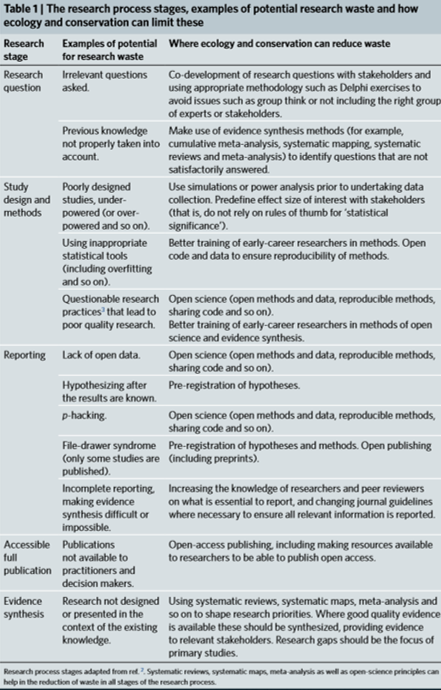 Table 1 | The research process stages, examples of potential research waste and how
ecology and conservation can limit these
Research
stage
Examples of potential
for research waste
Where ecology and conservation can reduce waste
Research
question
Irrelevant questions
asked.
Co-development of research questions with stakeholders and
using appropriate methodology such as Delphi exercises to
avoid issues such as group think or not including the right group
of experts or stakeholders.
Previous knowledge
not properly taken into
account.
Make use of evidence synthesis methods (for example,
cumulative meta-analysis, systematic mapping, systematic
reviews and meta-analysis) to identify questions that are not
satisfactorily answered.
Study
design and
methods
Poorly designed
studies, under-
powered (or over-
powered and so on).
Use simulations or power analysis prior to undertaking data
collection. Predefine effect size of interest with stakeholders
(that is, do not rely on rules of thumb for 'statistical
significance').
Using inappropriate
statistical tools
(including overfitting
and so on).
Better training of early-career researchers in methods. Open
code and data to ensure reproducibility of methods.
Questionable research
practices³ that lead to
poor quality research.
Open science (open methods and data, reproducible methods,
sharing code and so on).
Better training of early-career researchers in methods of open
science and evidence synthesis.
Reporting
Lack of open data.
Open science (open methods and data, reproducible methods,
sharing code and so on).
Hypothesizing after
the results are known.
Pre-registration of hypotheses.
p-hacking.
Open science (open methods and data, reproducible methods,
sharing code and so on).
File-drawer syndrome
(only some studies are
published).
Pre-registration of hypotheses and methods. Open publishing
(including preprints).
Incomplete reporting,
making evidence
synthesis difficult or
impossible.
Increasing the knowledge of researchers and peer reviewers
on what is essential to report, and changing journal guidelines
where necessary to ensure all relevant information is reported.
Accessible
full
publication
Publications
not available to
practitioners and
decision makers.
Open-access publishing, including making resources available
to researchers to be able to publish open access.
Evidence
synthesis
Research not designed
or presented in the
context of the existing
knowledge.
Using systematic reviews, systematic maps, meta-analysis and
so on to shape research priorities. Where good quality evidence
is available these should be synthesized, providing evidence
to relevant stakeholders. Research gaps should be the focus of
primary studies.
Research process stages adapted from ref. ². Systematic reviews, systematic maps, meta-analysis as well as open-science principles can
help in the reduction of waste in all stages of the research process.